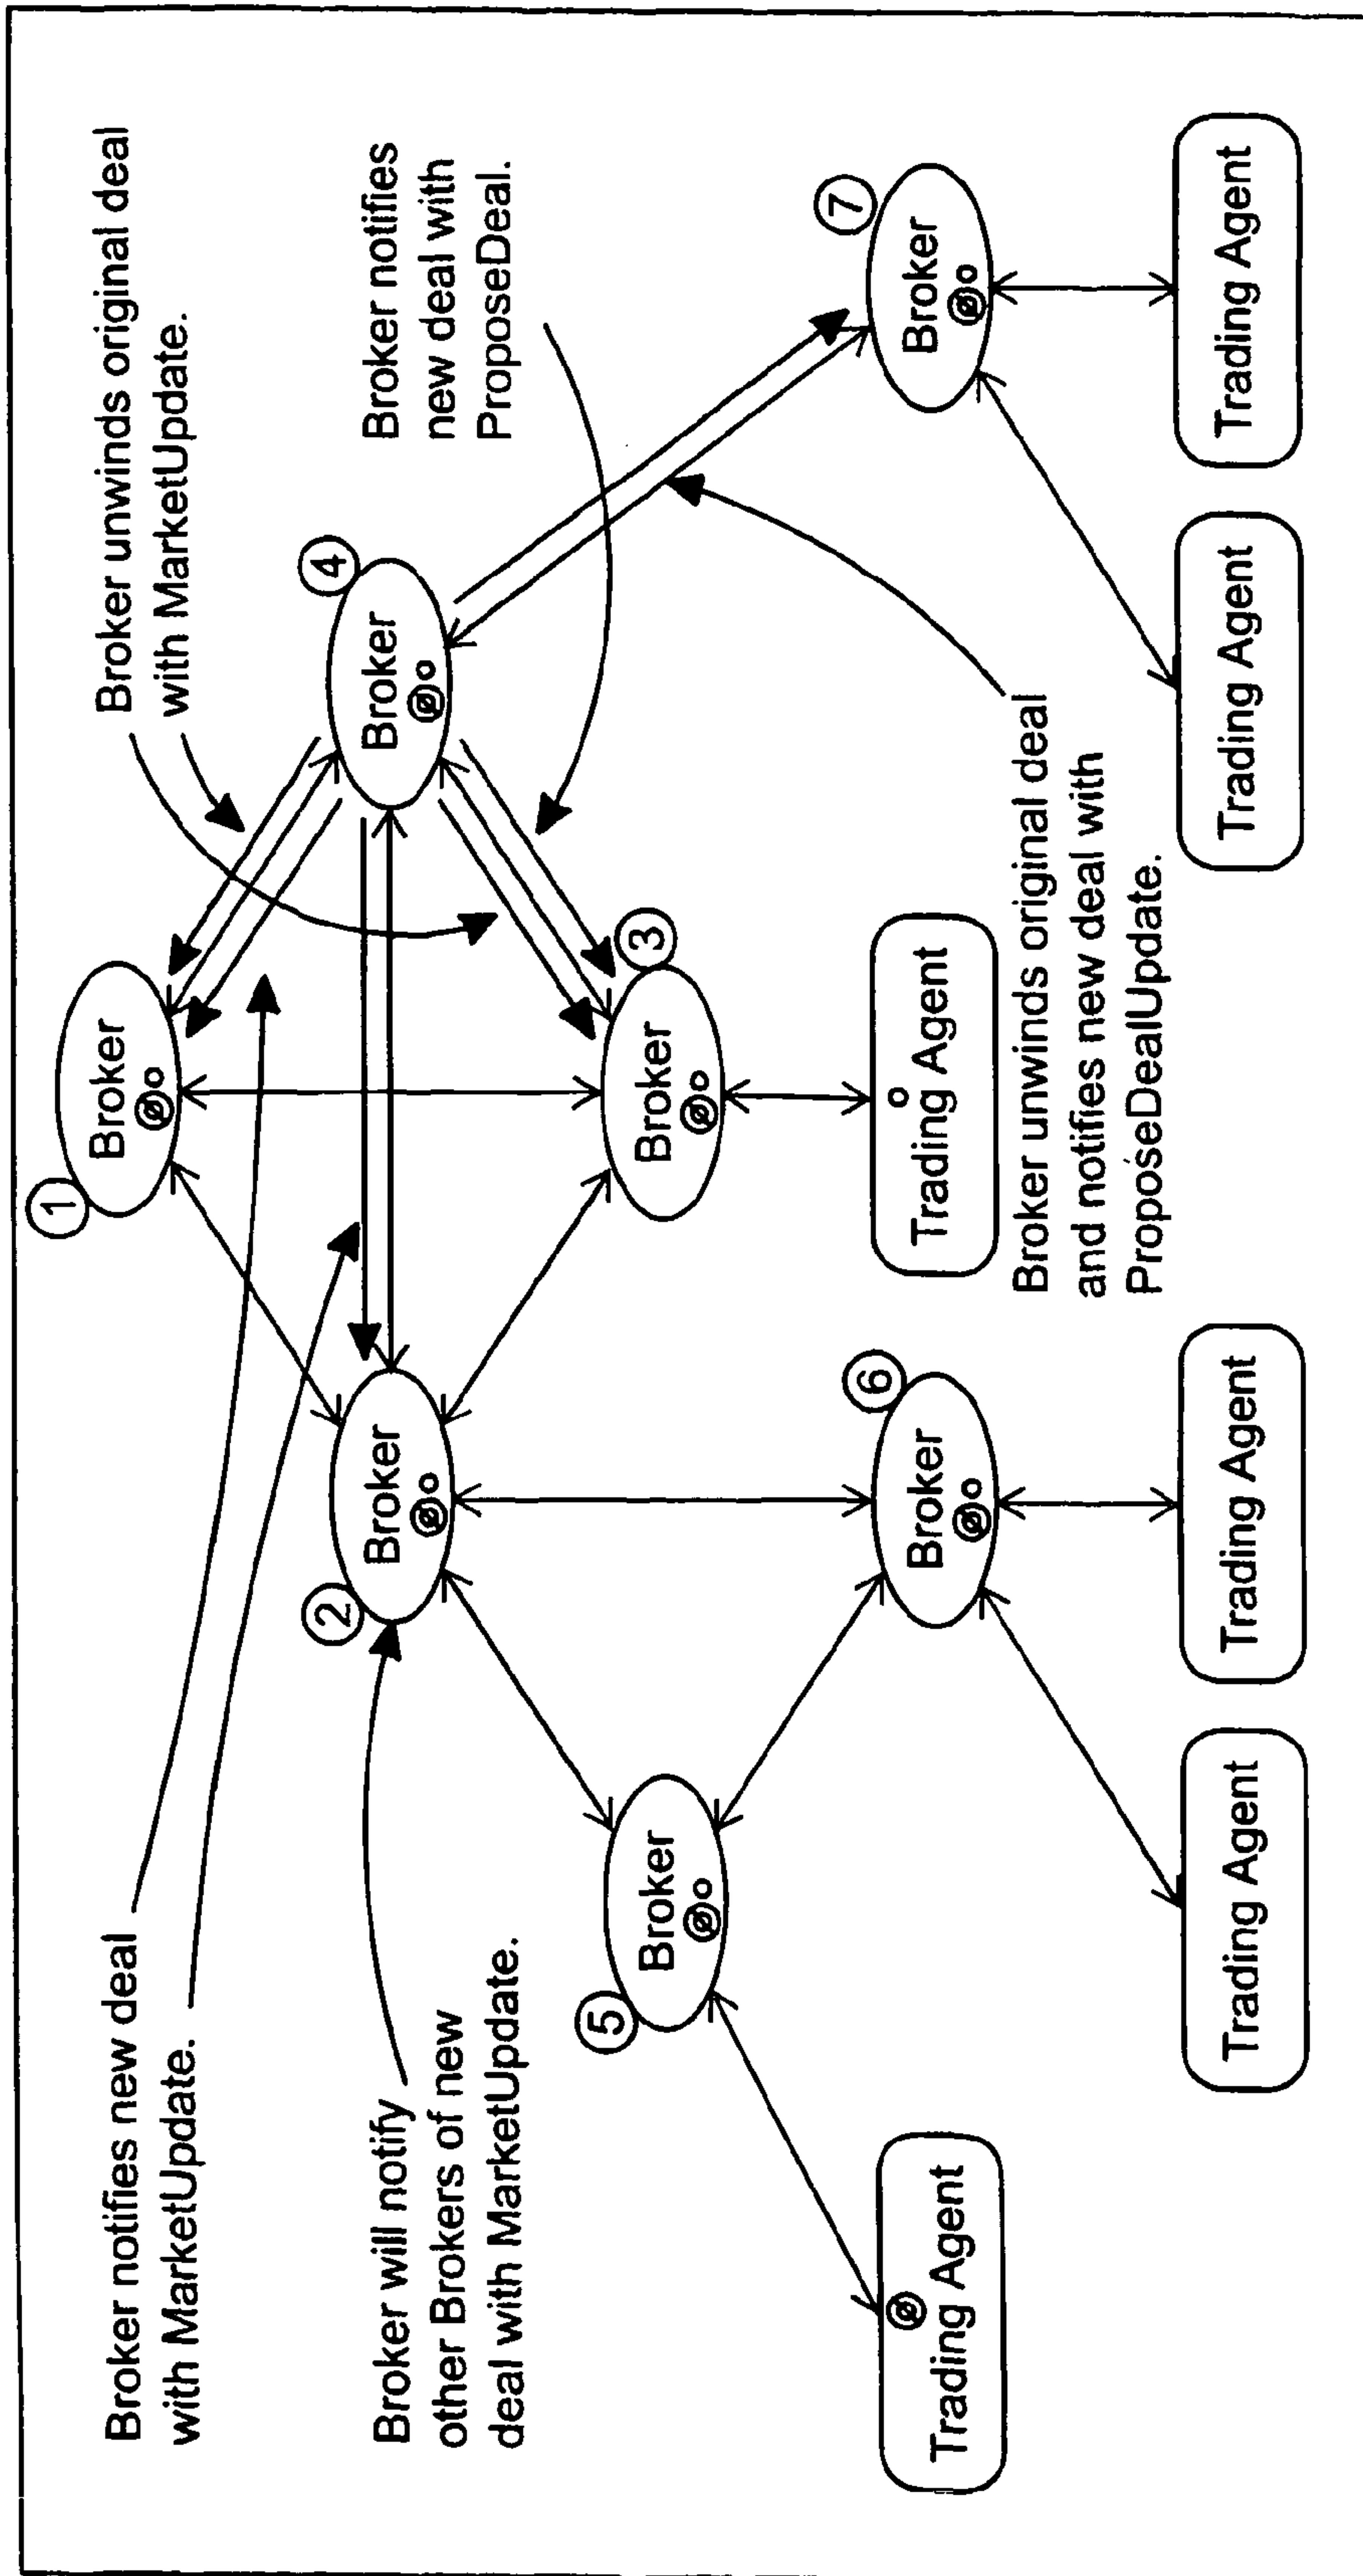 Broker notifies new deal
with MarketUpdate.
Broker unwinds original deal
with MarketUpdate.
1
Broker
Broker will notify
other Brokers of new
deal with MarketUpdate.
2
Broker
4
Broker
Broker notifies
new deal with
ProposeDeal.
5
Broker
3
Broker
6
Broker
7
Broker
Trading Agent
Trading Agent
Broker unwinds original deal
and notifies new deal with
ProposeDealUpdate.
Trading Agent
Trading Agent
Trading Agent
Trading Agent